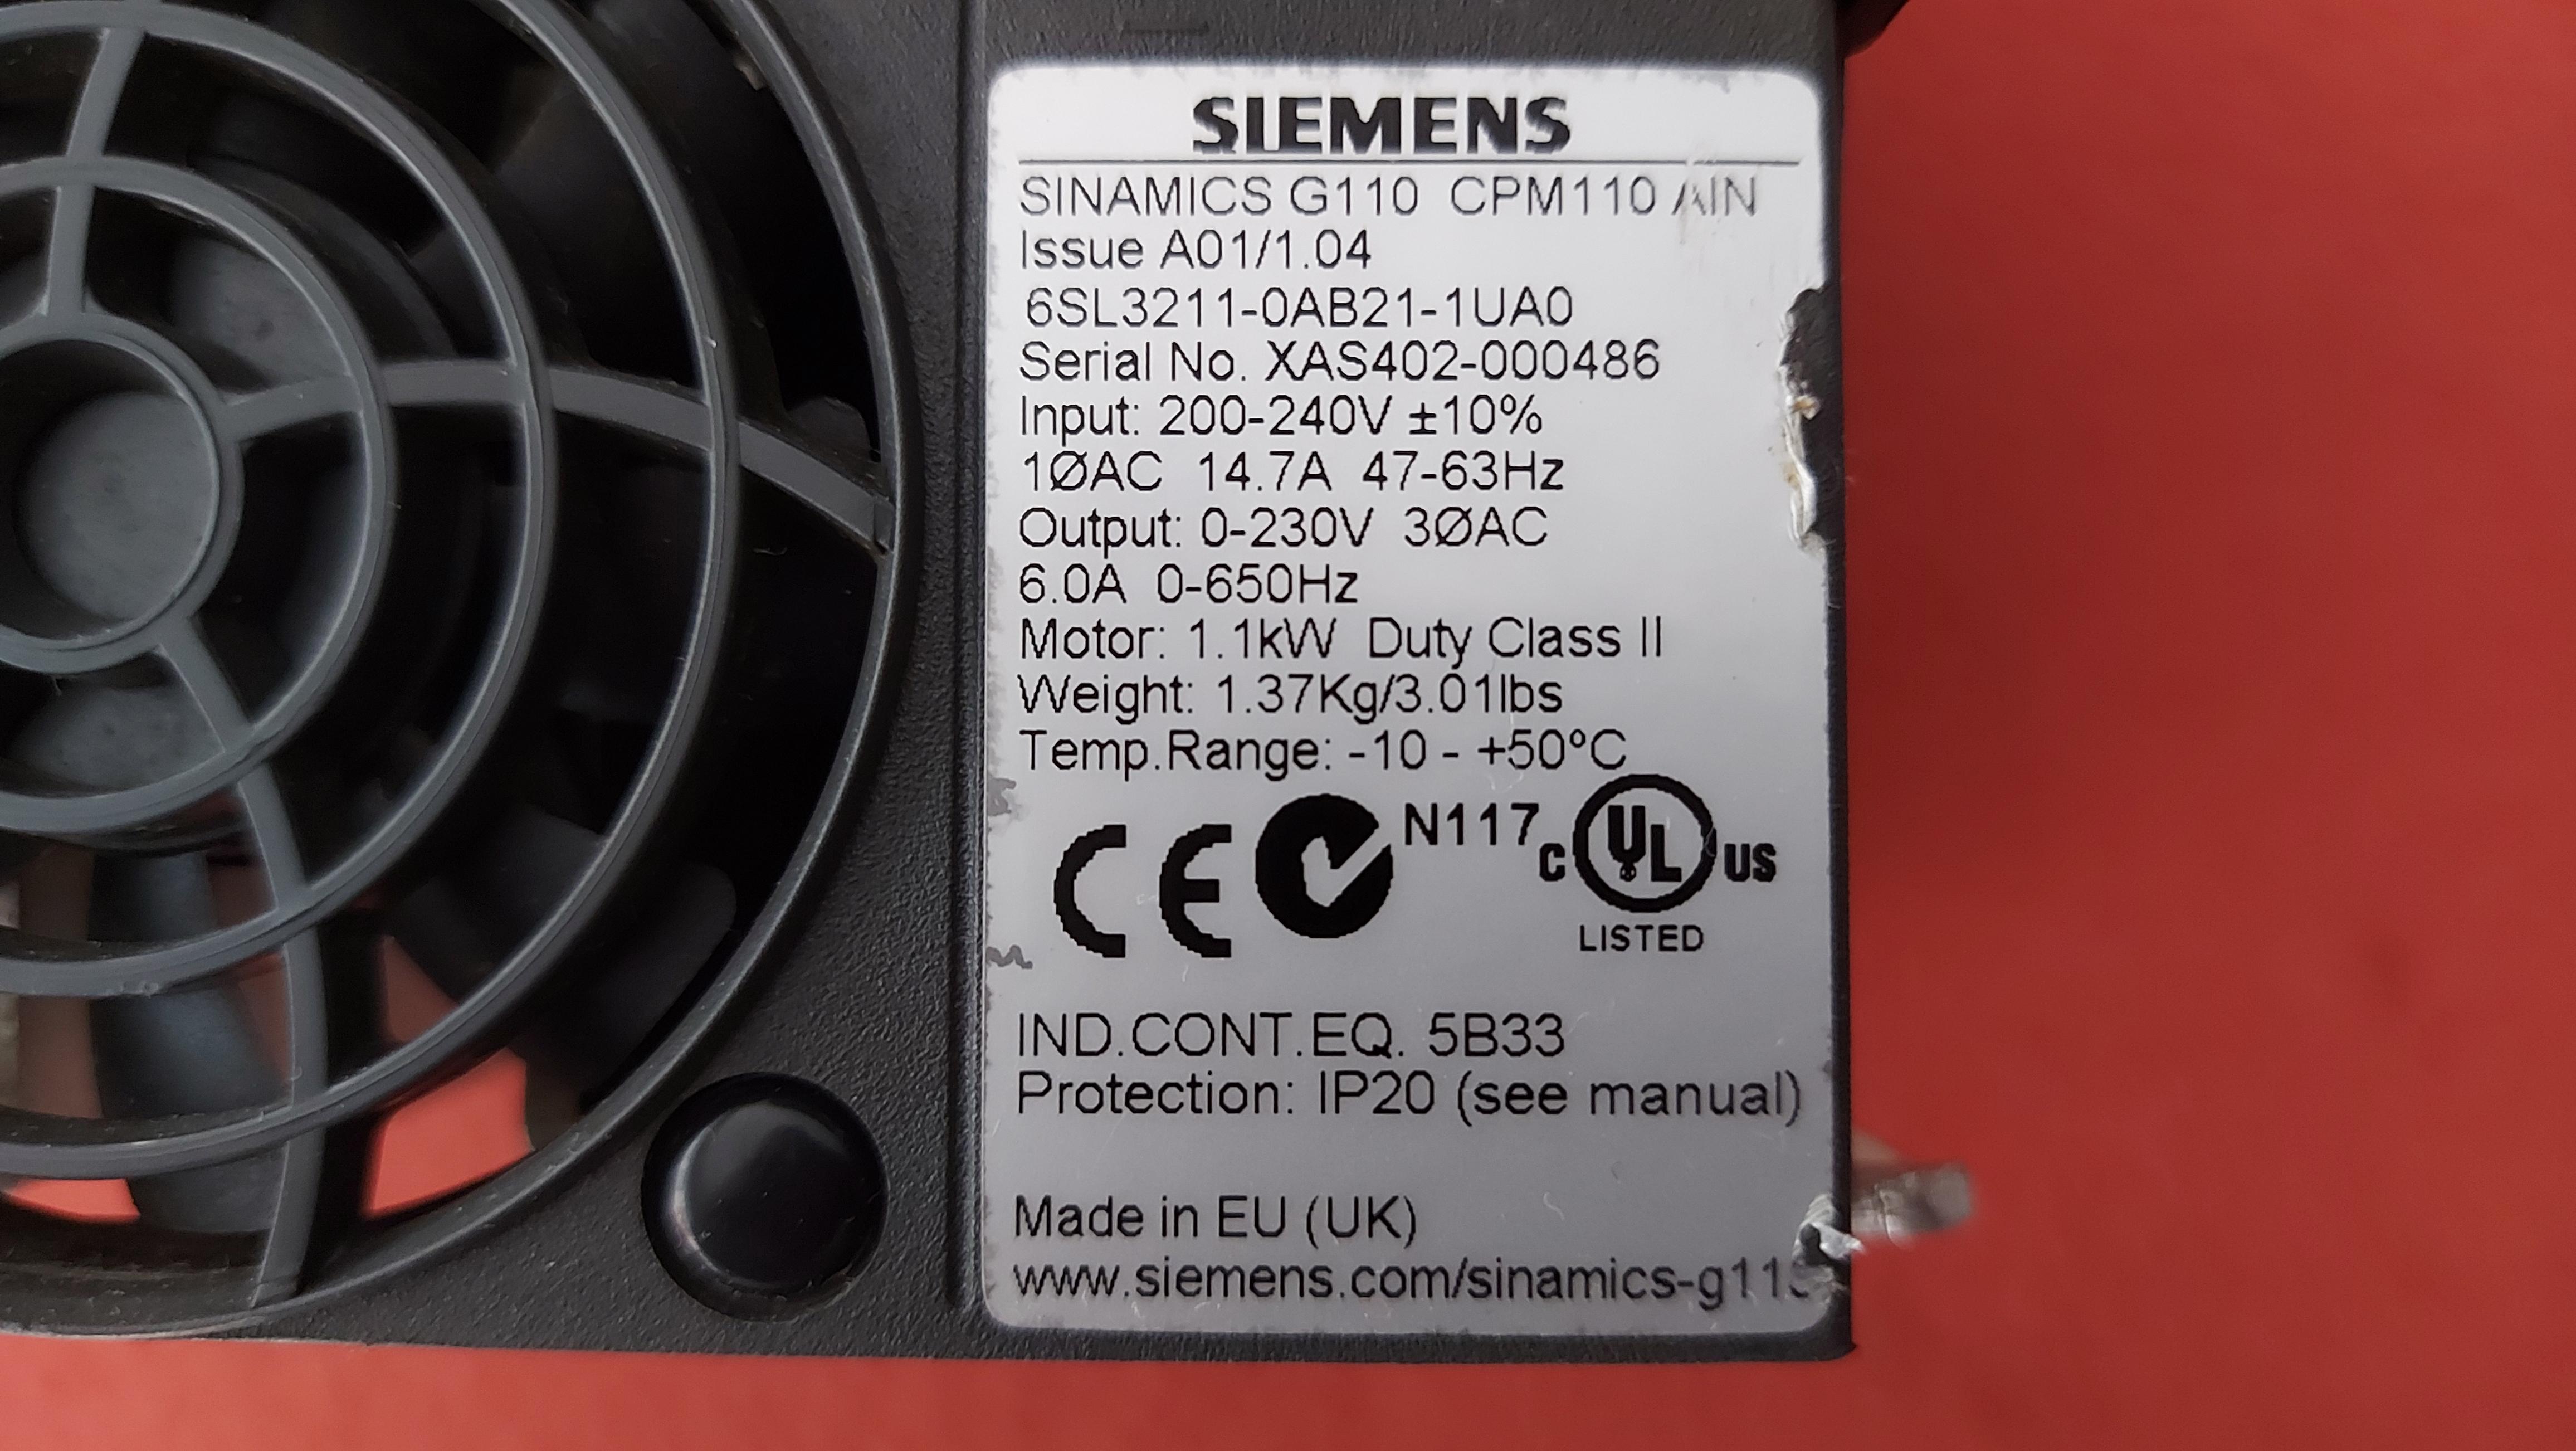 SIEMENS
SINAMICS G110 CPM110 AIN
Issue A01/1.04
6SL3211-0AB21-1UA0
Serial No. XAS402-000486
Input: 200-240V ±10%
1ØAC 14.7A 47-63Hz
Output: 0-230V 3ØAC
6.0A 0-650Hz
Motor: 1.1kW Duty Class II
Weight: 1.37Kg/3.01lbs
Temp.Range: -10 - +50°C
CE N117 C UL US
LISTED
IND.CONT.EQ. 5B33
Protection: IP20 (see manual)
Made in EU (UK)